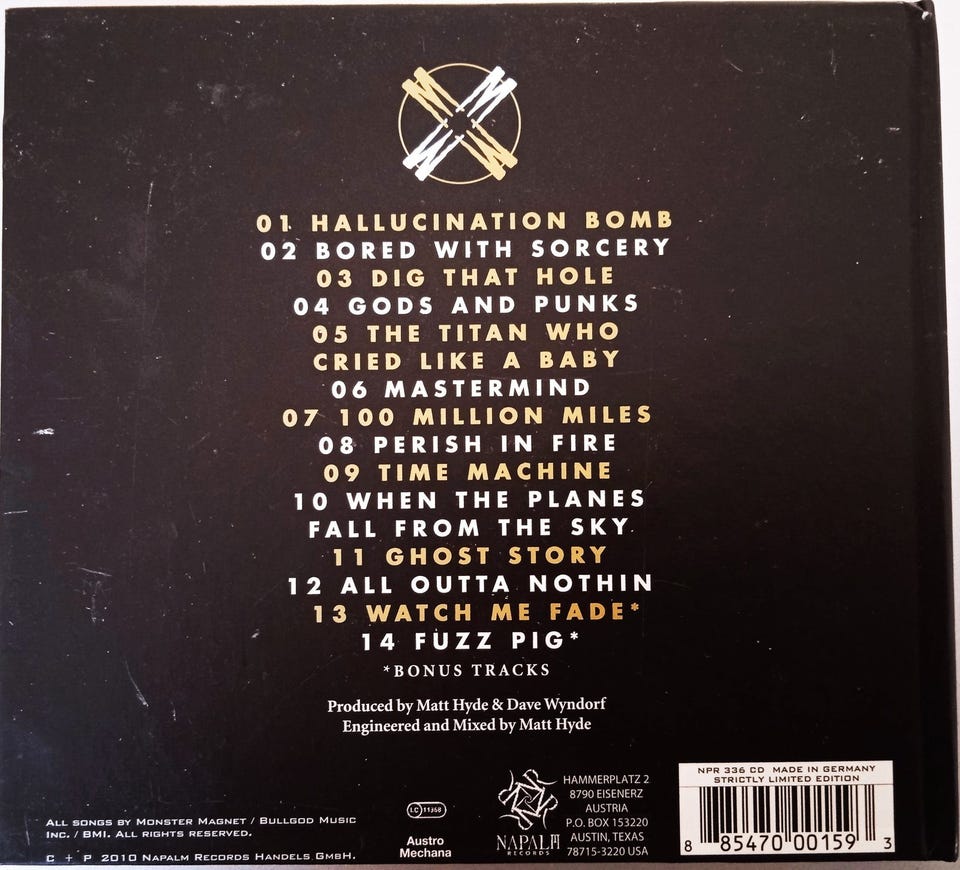 01 HALLUCINATION BOMB
02 BORED WITH SORCERY
03 DIG THAT HOLE
04 GODS AND PUNKS
05 THE TITAN WHO
CRIED LIKE A BABY
06 MASTERMIND
07 100 MILLION MILES
08 PERISH IN FIRE
09 TIME MACHINE
10 WHEN THE PLANES
FALL FROM THE SKY
11 GHOST STORY
12 ALL OUTTA NOTHIN
13 WATCH ME FADE*
14 FUZZ PIG*
*BONUS TRACKS
Produced by Matt Hyde & Dave Wyndorf
Engineered and Mixed by Matt Hyde
ALL SONGS BY MONSTER MAGNET / BULLGOD MUSIC
INC. / BMI. ALL RIGHTS RESERVED.
C + P 2010 NAPALM RECORDS HANDELS GMBH.
LC 11958
Austro
Mechana
NAPALM
RECORDS
HAMMERPLATZ 2
8790 EISENERZ
AUSTRIA
P.O. BOX 153220
AUSTIN, TEXAS
78715-3220 USA
NPR 336 CD MADE IN GERMANY
STRICTLY LIMITED EDITION
8 85470 00159 3